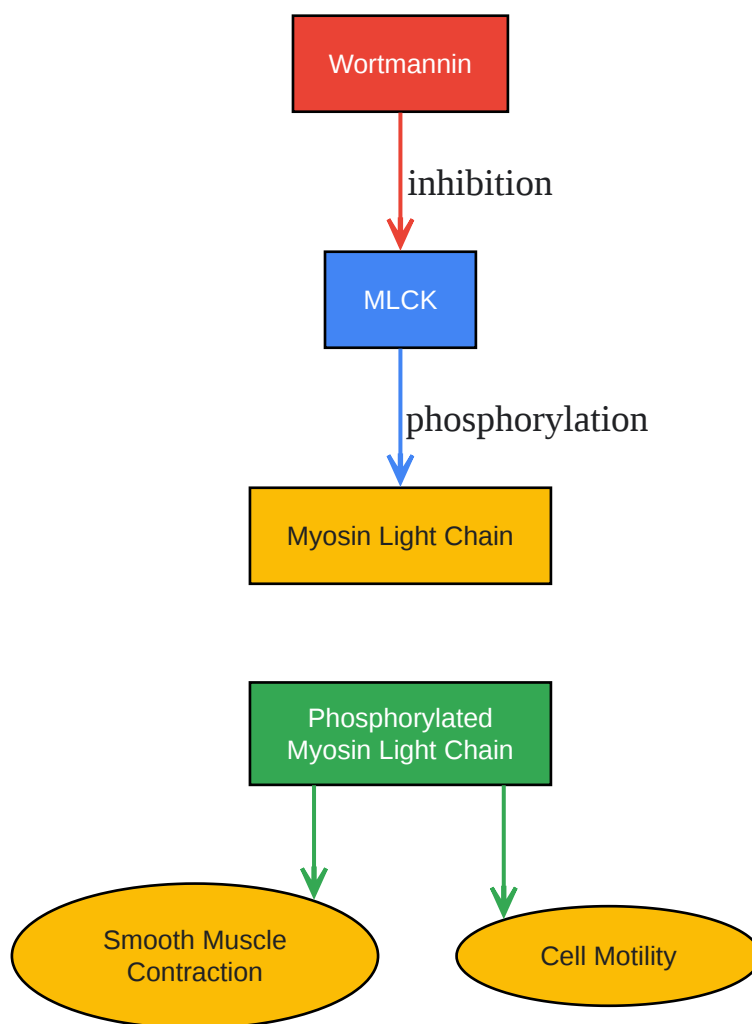 Wortmannin
inhibition
MLCK
phosphorylation
Myosin Light Chain
Phosphorylated
Myosin Light Chain
Smooth Muscle
Contraction
Cell Motility